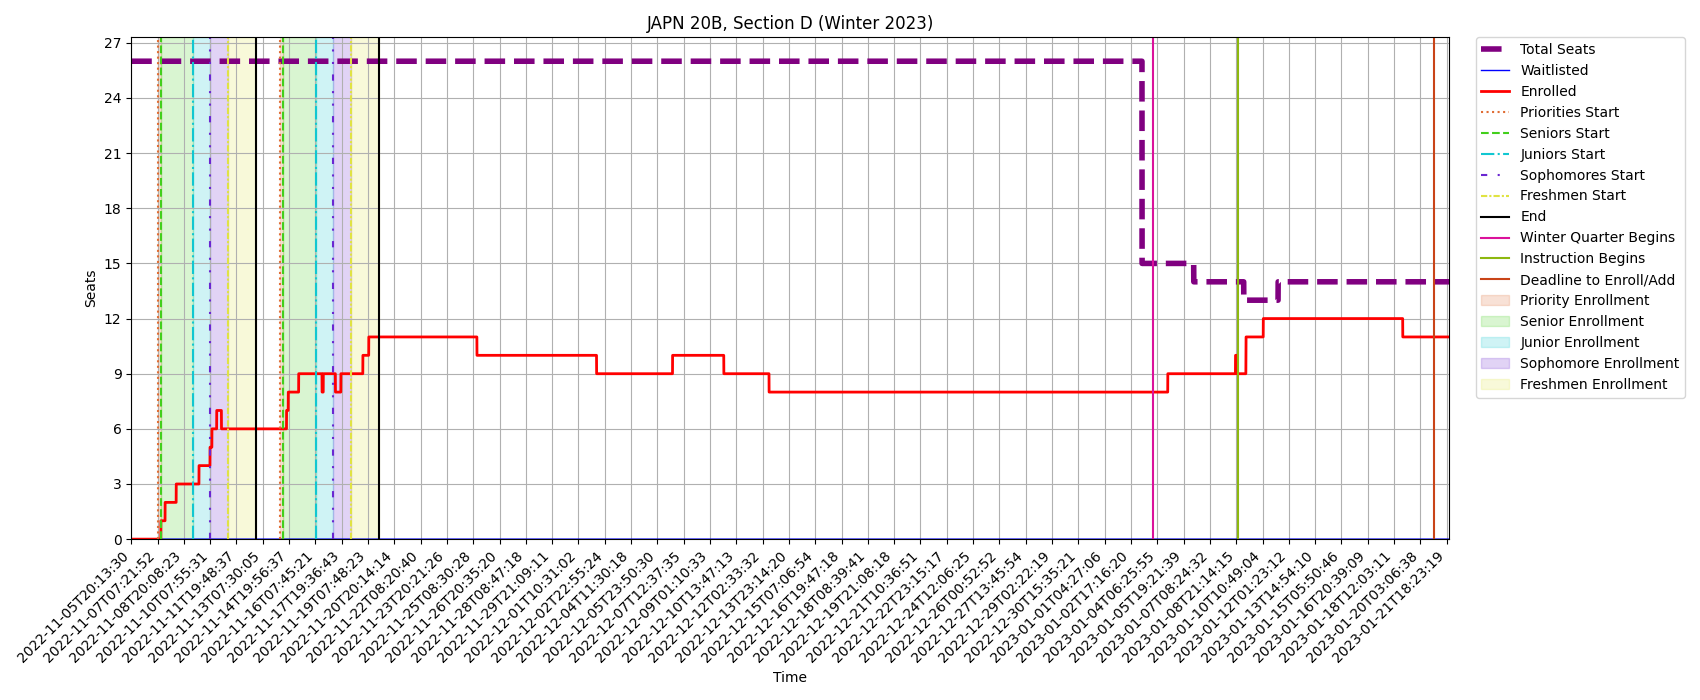 JAPN 20B, Section D (Winter 2023)
27
24
21
18
15
12
9
6
3
0
Seats
2022-11-05T20:13:30
2022-11-07T07:21:52
2022-11-08T20:08:23
2022-11-10T07:55:31
2022-11-11T19:48:37
2022-11-13T07:30:05
2022-11-14T19:56:37
2022-11-16T07:45:21
2022-11-17T19:36:43
2022-11-19T07:48:23
2022-11-20T20:14:14
2022-11-22T08:20:40
2022-11-23T20:21:26
2022-11-25T08:30:28
2022-11-26T20:35:20
2022-11-28T08:47:18
2022-11-29T21:09:11
2022-12-01T10:31:02
2022-12-02T22:55:24
2022-12-04T11:30:18
2022-12-05T23:50:30
2022-12-07T12:37:35
2022-12-09T01:10:33
2022-12-10T13:47:13
2022-12-12T02:33:32
2022-12-13T23:14:20
2022-12-15T07:06:54
2022-12-16T19:47:18
2022-12-18T08:39:41
2022-12-19T21:08:18
2022-12-21T10:36:51
2022-12-22T23:15:17
2022-12-24T12:06:25
2022-12-26T00:52:52
2022-12-27T13:45:54
2022-12-29T02:22:19
2022-12-30T15:35:21
2023-01-01T04:27:06
2023-01-02T17:16:20
2023-01-04T06:25:55
2023-01-05T19:21:39
2023-01-07T08:24:32
2023-01-08T21:14:15
2023-01-10T10:49:04
2023-01-12T01:23:12
2023-01-13T14:54:10
2023-01-15T05:50:46
2023-01-16T20:39:09
2023-01-18T12:03:11
2023-01-20T03:06:38
2023-01-21T18:23:19
Time
Total Seats
Waitlisted
Enrolled
Priorities Start
Seniors Start
Juniors Start
Sophomores Start
Freshmen Start
End
Winter Quarter Begins
Instruction Begins
Deadline to Enroll/Add
Priority Enrollment
Senior Enrollment
Junior Enrollment
Sophomore Enrollment
Freshmen Enrollment